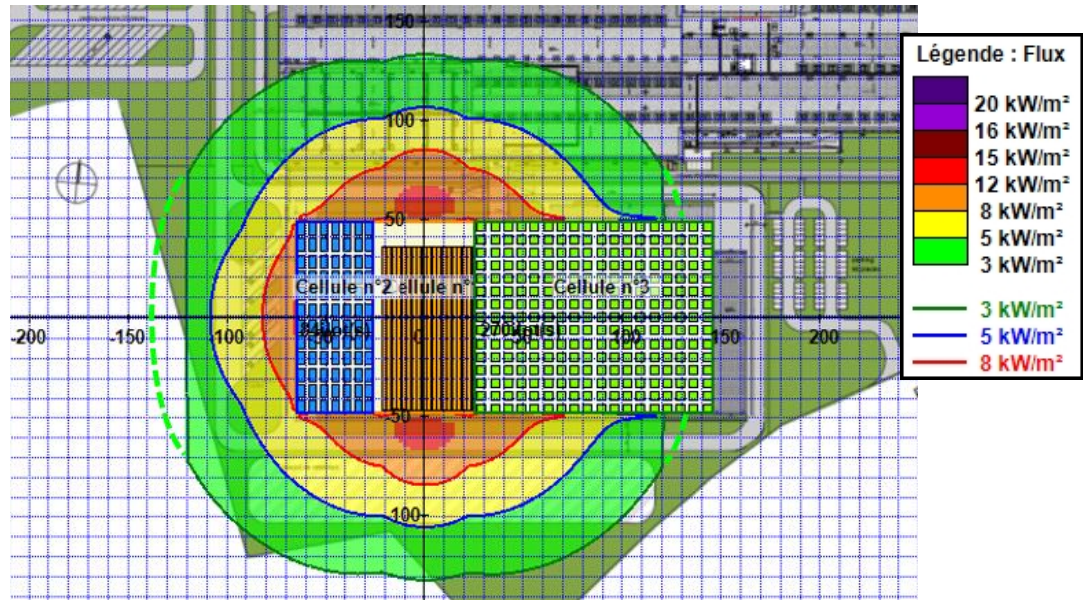 150
100
50
Cellule n°2
Cellule n°
Cellule n°3
-200
-150
-100
100
150
200
-50
-100
Légende : Flux
20 kW/m²
16 kW/m²
15 kW/m²
12 kW/m²
8 kW/m²
5 kW/m²
3 kW/m²
3 kW/m²
5 kW/m²
8 kW/m²